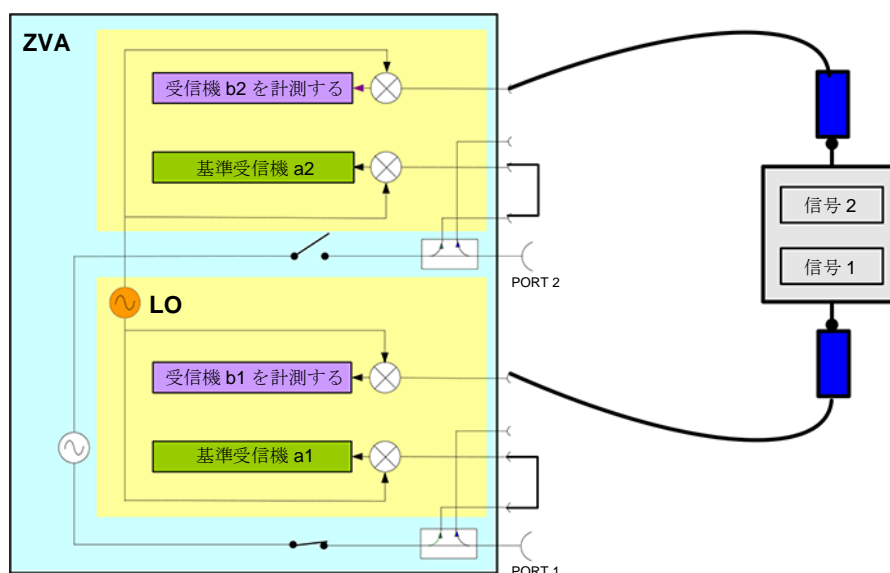 ZVA
受信機 b2 を計測する
基準受信機 a2
信号 2
信号 1
PORT 2
LO
受信機 b1 を計測する
基準受信機 a1
PORT 1